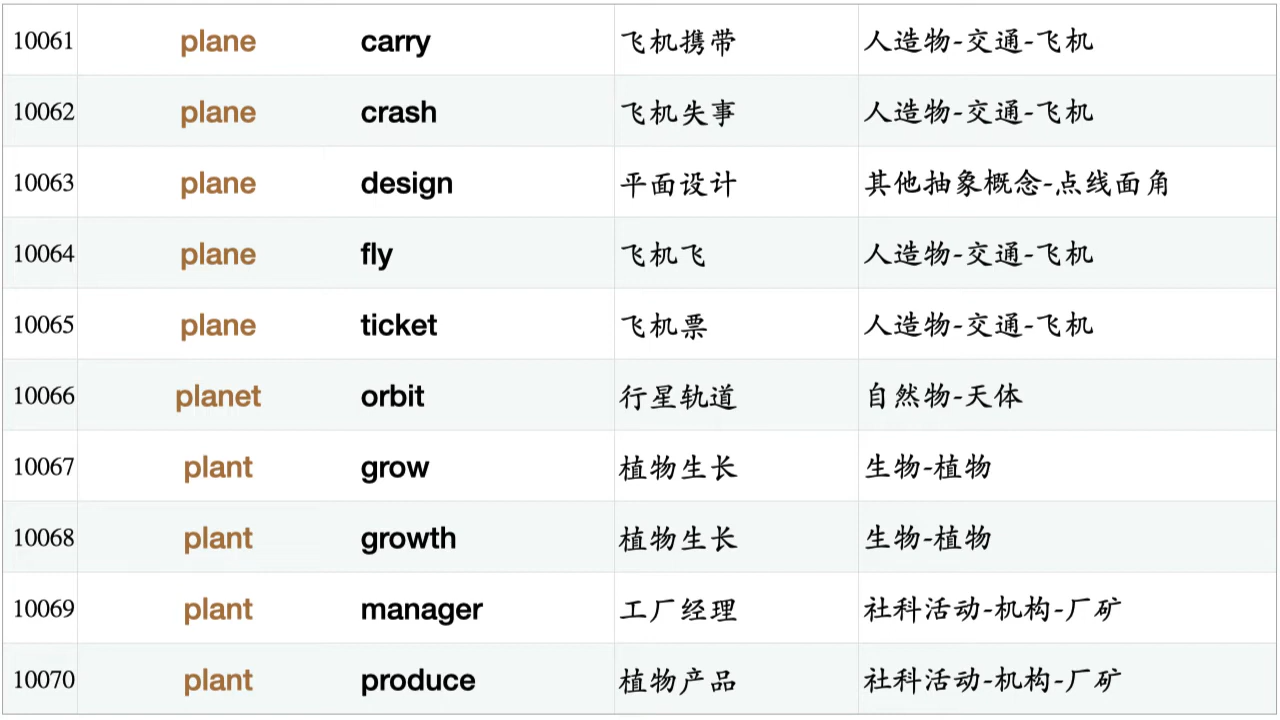 10061 plane carry 飞机携带 人造物-交通-飞机
10062 plane crash 飞机失事 人造物-交通-飞机
10063 plane design 平面设计 其他抽象概念-点线面角
10064 plane fly 飞机飞 人造物-交通-飞机
10065 plane ticket 飞机票 人造物-交通-飞机
10066 planet orbit 行星轨道 自然物-天体
10067 plant grow 植物生长 生物-植物
10068 plant growth 植物生长 生物-植物
10069 plant manager 工厂经理 社科活动-机构-厂矿
10070 plant produce 植物产品 社科活动-机构-厂矿